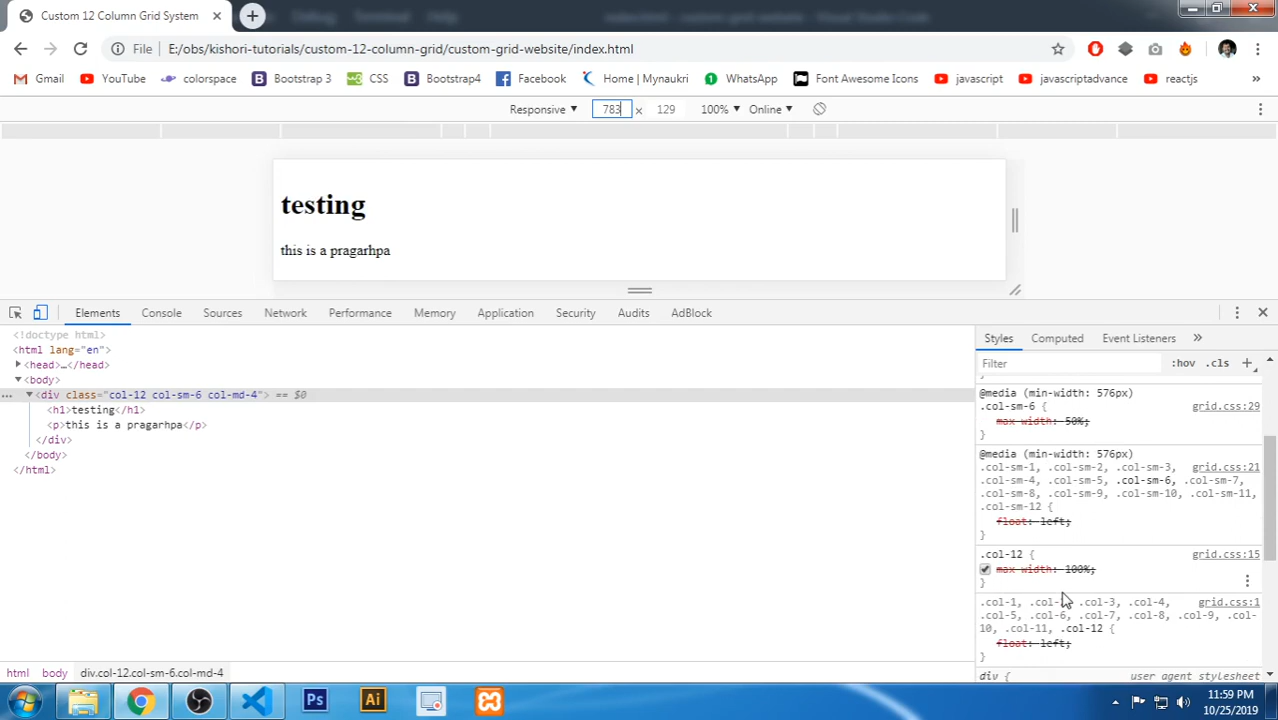 Custom 12 Column Grid System
File | E:/obs/kishori-tutorials/custom-12-column-grid/custom-grid-website/index.html
Gmail YouTube colorspace Bootstrap 3 CSS Bootstrap4 Facebook Home | Mynaukri WhatsApp Font Awesome Icons javascript javascriptadvance reactjs »
Responsive ▼ 783 × 129 100% ▼ Online ▼
testing
this is a pragarhpa
Elements Console Sources Network Performance Memory Application Security Audits AdBlock
<!doctype html>
<html lang="en">
▶<head>…</head>
▼<body>
... ▼<div class="col-12 col-sm-6 col-md-4"> == $0
<h1>testing</h1>
<p>this is a pragarhpa</p>
</div>
</body>
</html>
Styles Computed Event Listeners »
Filter :hov .cls +
}
@media (min-width: 576px)
.col-sm-6 { grid.css:29
max-width: 50%;
}
@media (min-width: 576px)
.col-sm-1, .col-sm-2, .col-sm-3, grid.css:21
.col-sm-4, .col-sm-5, .col-sm-6, .col-sm-7,
.col-sm-8, .col-sm-9, .col-sm-10, .col-sm-11,
.col-sm-12 {
float: left;
}
.col-12 { grid.css:15
max-width: 100%;
}
.col-1, .col- .col-3, .col-4, grid.css:1
.col-5, .col-6, .col-7, .col-8, .col-9, .col-
10, .col-11, .col-12 {
float: left;
}
div { user agent stylesheet
html body div.col-12.col-sm-6.col-md-4
Ps Ai
11:59 PM
10/25/2019